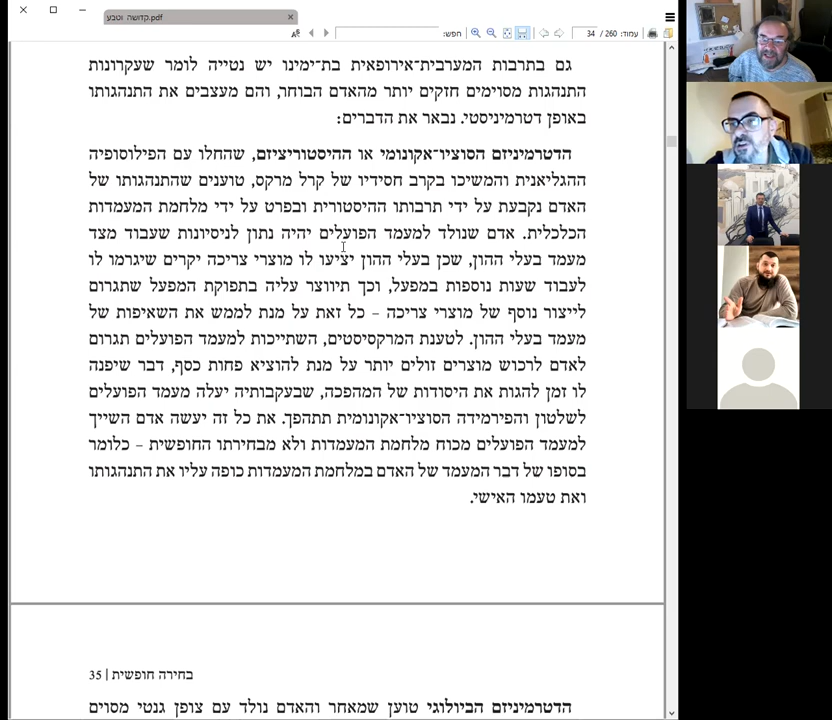 קדושה וטבע.pdf
עמוד: 34 / 260
חפש:
גם בתרבות המערבית־אירופאית בת־ימינו יש נטייה לומר שעקרונות
התנהגות מסוימים חזקים יותר מהאדם הבוחר, והם מעצבים את התנהגותו
באופן דטרמיניסטי. נבאר את הדברים:
הדטרמיניזם הסוציו־אקונומי או ההיסטוריציזם, שהחלו עם הפילוסופיה
ההגליאנית והמשיכו בקרב חסידיו של קרל מרקס, טוענים שהתנהגותו של
האדם נקבעת על ידי תרבותו ההיסטורית ובפרט על ידי מלחמת המעמדות
הכלכלית. אדם שנולד למעמד הפועלים יהיה נתון לניסיונות שעבוד מצד
מעמד בעלי ההון, שכן בעלי ההון יציעו לו מוצרי צריכה יקרים שיגרמו לו
לעבוד שעות נוספות במפעל, וכך תיווצר עליה בתפוקת המפעל שתגרום
לייצור נוסף של מוצרי צריכה – כל זאת על מנת לממש את השאיפות של
מעמד בעלי ההון. לטענת המרקסיסטים, השתייכות למעמד הפועלים תגרום
לאדם לרכוש מוצרים זולים יותר על מנת להוציא פחות כסף, דבר שיפנה
לו זמן להגות את היסודות של המהפכה, שבעקבותיה יעלה מעמד הפועלים
לשלטון והפירמידה הסוציו־אקונומית תתהפך. את כל זה יעשה אדם השייך
למעמד הפועלים מכוח מלחמת המעמדות ולא מבחירתו החופשית – כלומר
בסופו של דבר המעמד של האדם במלחמת המעמדות כופה עליו את התנהגותו
ואת טעמו האישי.
בחירה חופשית | 35
הדטרמיניזם הביולוגי טוען שמאחר והאדם נולד עם צופן גנטי מסוים